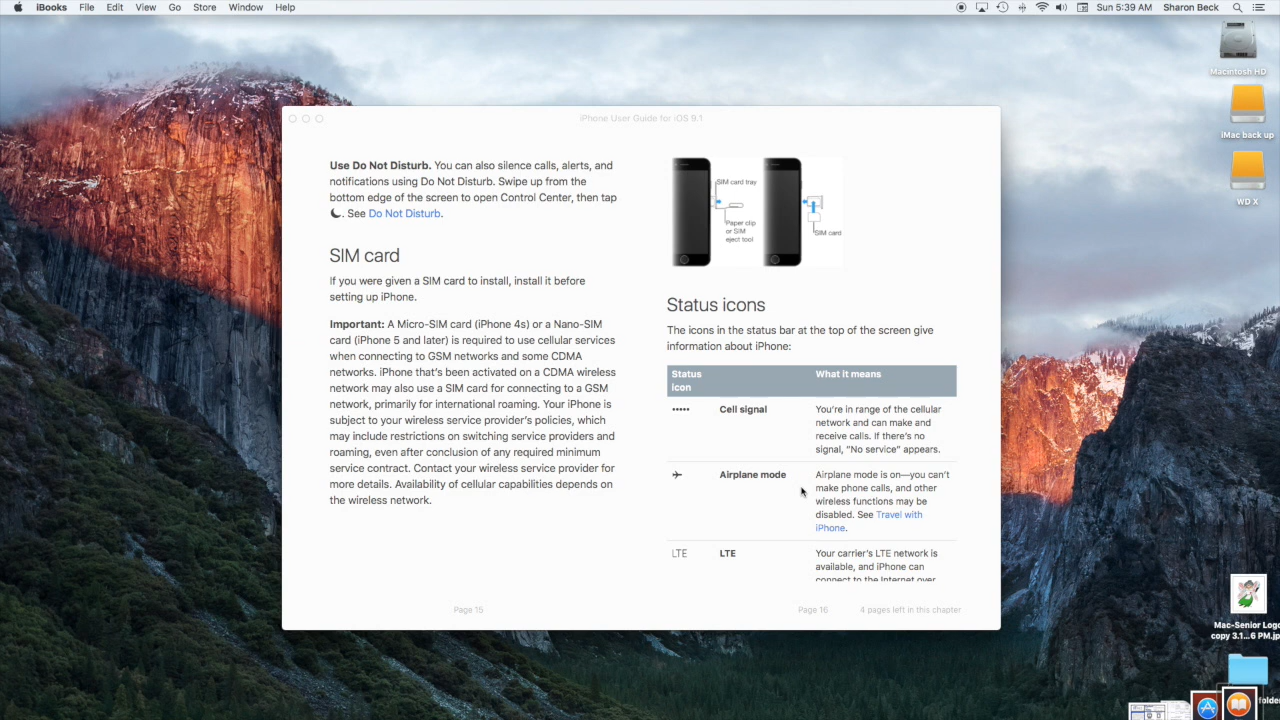 iBooks File Edit View Go Store Window Help
Sun 5:39 AM Sharon Beck
Macintosh HD
iMac back up
WD X
iPhone User Guide for iOS 9.1
Use Do Not Disturb. You can also silence calls, alerts, and
notifications using Do Not Disturb. Swipe up from the
bottom edge of the screen to open Control Center, then tap
. See Do Not Disturb.
SIM card
If you were given a SIM card to install, install it before
setting up iPhone.
Important: A Micro-SIM card (iPhone 4s) or a Nano-SIM
card (iPhone 5 and later) is required to use cellular services
when connecting to GSM networks and some CDMA
networks. iPhone that's been activated on a CDMA wireless
network may also use a SIM card for connecting to a GSM
network, primarily for international roaming. Your iPhone is
subject to your wireless service provider's policies, which
may include restrictions on switching service providers and
roaming, even after conclusion of any required minimum
service contract. Contact your wireless service provider for
more details. Availability of cellular capabilities depends on
the wireless network.
Page 15
SIM card tray
Paper clip
or SIM
eject tool
SIM card
Status icons
The icons in the status bar at the top of the screen give
information about iPhone:
Status
icon
What it means
Cell signal
You're in range of the cellular
network and can make and
receive calls. If there's no
signal, "No service" appears.
Airplane mode
Airplane mode is on—you can't
make phone calls, and other
wireless functions may be
disabled. See Travel with
iPhone.
LTE LTE
Your carrier's LTE network is
available, and iPhone can
connect to the Internet over
Page 16 4 pages left in this chapter
Mac-Senior Logo
copy 3.1...6 PM.jp
folder